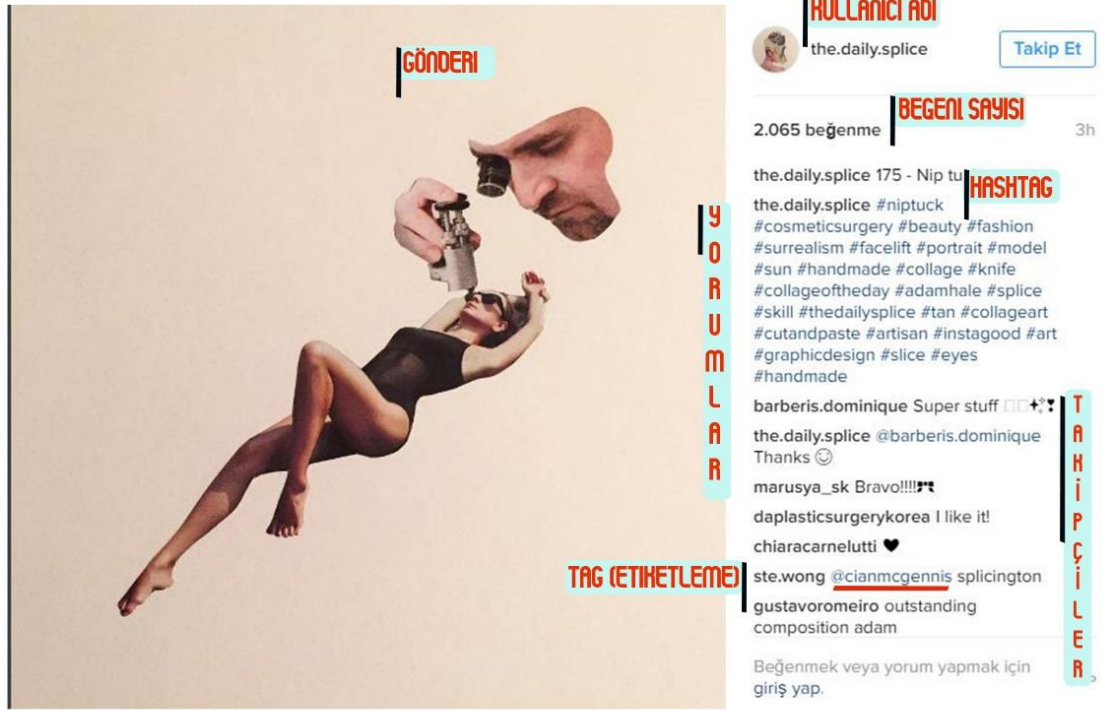 KULLANICI ADI
the.daily.splice
Takip Et
GÖNDERI
BEGENI SAYISI
2.065 beğenme
3h
the.daily.splice 175 - Nip
HASHTAG
the.daily.splice #niptuck
#cosmeticsurgery #beauty #fashion
#surrealism #facelift #portrait #model
#sun #handmade #collage #knife
#collageoftheday #adamhale #splice
#skill #thedailysplice #tan #collageart
#cutandpaste #artisan #instagood #art
#graphicdesign #slice #eyes
#handmade
YORUMLAR
barberis.dominique Super stuff
the.daily.splice @barberis.dominique
Thanks ☺
marusya_sk Bravo!!!!
daplasticsurgerykorea I like it!
chiaracarnelutti ♥
TAKİPÇİLER
TAG (ETIKETLEME)
ste.wong @cianmcgennis splicington
gustavoromeiro outstanding
composition adam
Beğenmek veya yorum yapmak için
giriş yap.